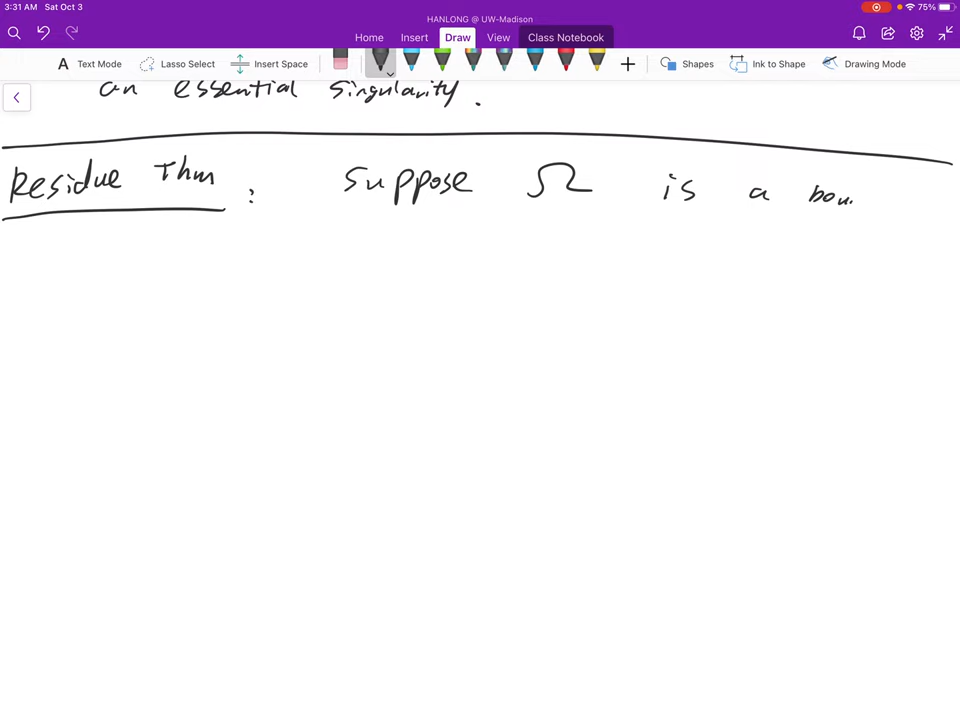 3:31 AM Sat Oct 3
75%
HANLONG @ UW-Madison
Home Insert Draw View Class Notebook
Text Mode Lasso Select Insert Space Shapes Ink to Shape Drawing Mode
an essential singularity.
Residue Thm : Suppose Ω is a bou